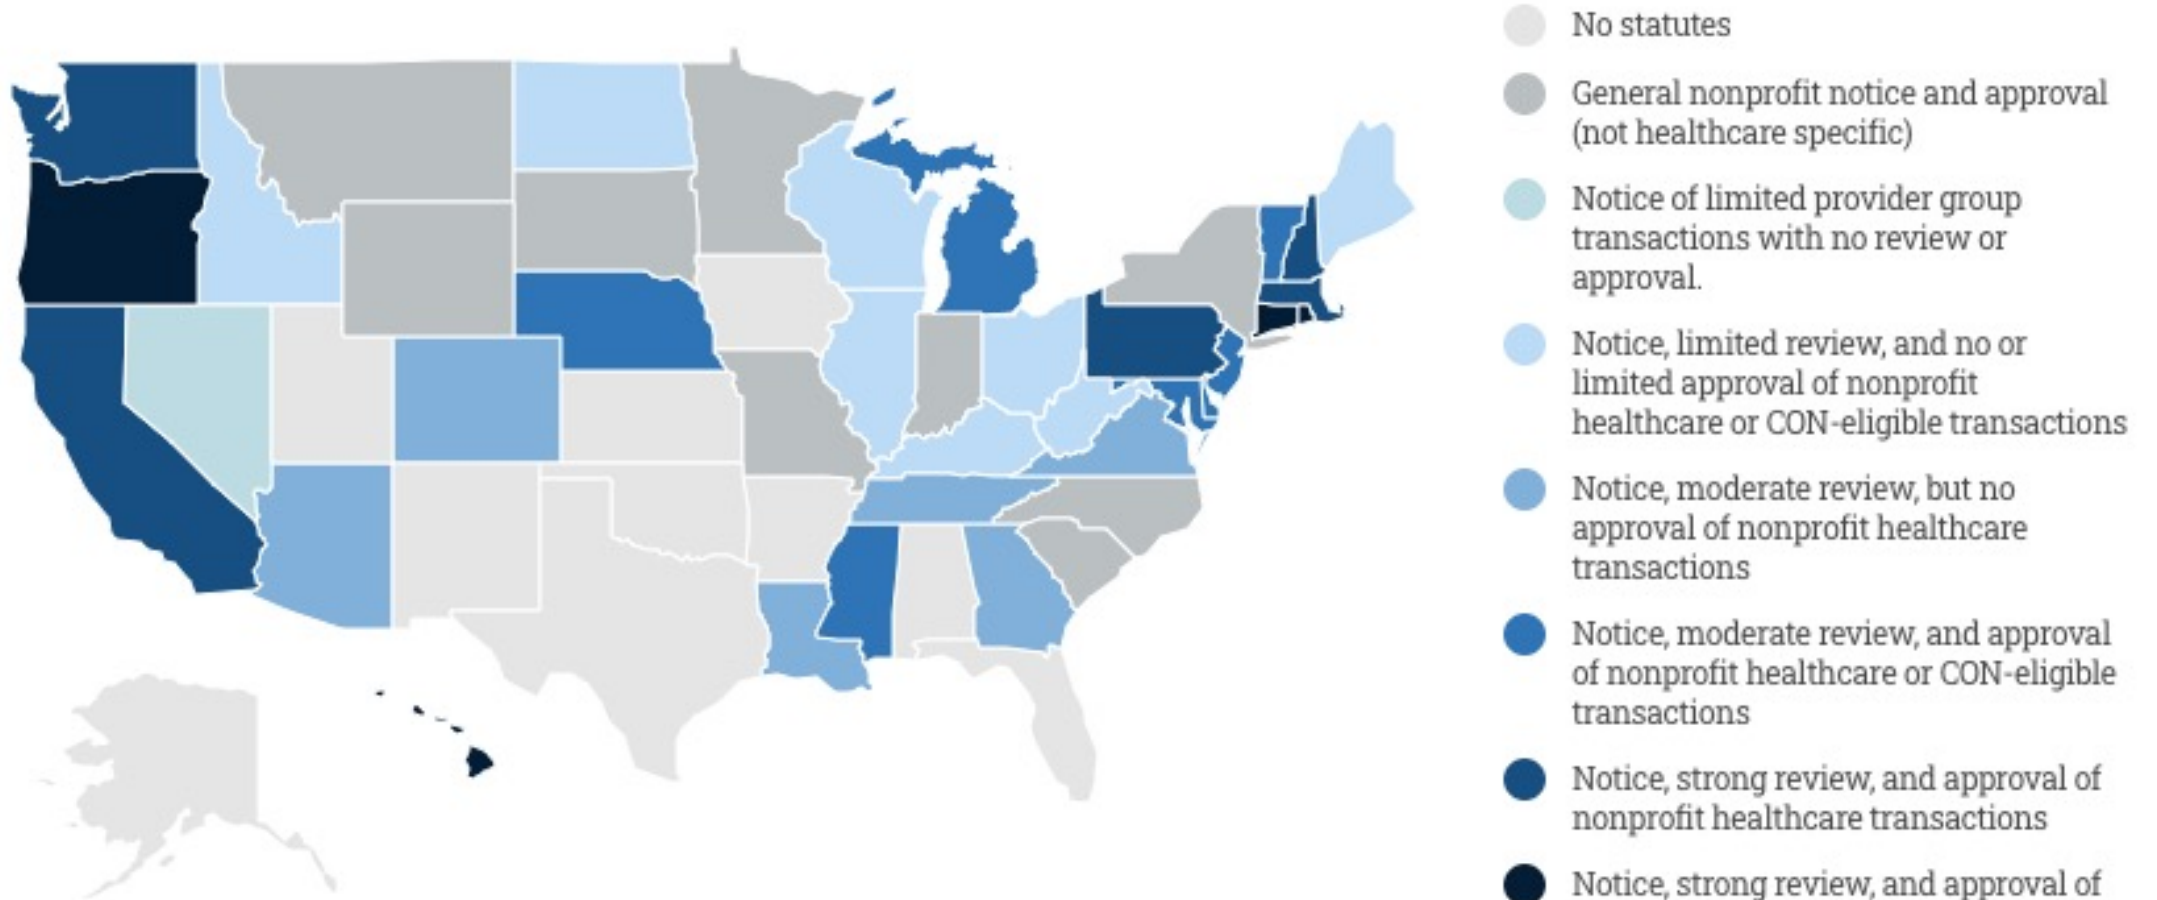 No statutes
General nonprofit notice and approval
(not healthcare specific)
Notice of limited provider group
transactions with no review or
approval.
Notice, limited review, and no or
limited approval of nonprofit
healthcare or CON-eligible transactions
Notice, moderate review, but no
approval of nonprofit healthcare
transactions
Notice, moderate review, and approval
of nonprofit healthcare or CON-eligible
transactions
Notice, strong review, and approval of
nonprofit healthcare transactions
Notice, strong review, and approval of